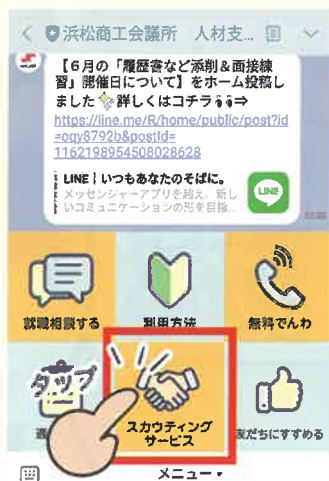 浜松商工会議所 人材支...
【6月の「履歴書など添削&面接練
習」開催日について】をホーム投稿し
ました✨詳しくはコチラ👇👇⇒
https://line.me/R/home/public/post?id
=oqy8792b&postId=
1162198954508028628
LINE | いつもあなたのそばに。
メッセンジャーアプリを超え、新し
いコミュニケーションの形を目指...
LINE
就職相談する
利用方法
無料でんわ
タップ
スカウティング
サービス
友だちにすすめる
メニュー▾